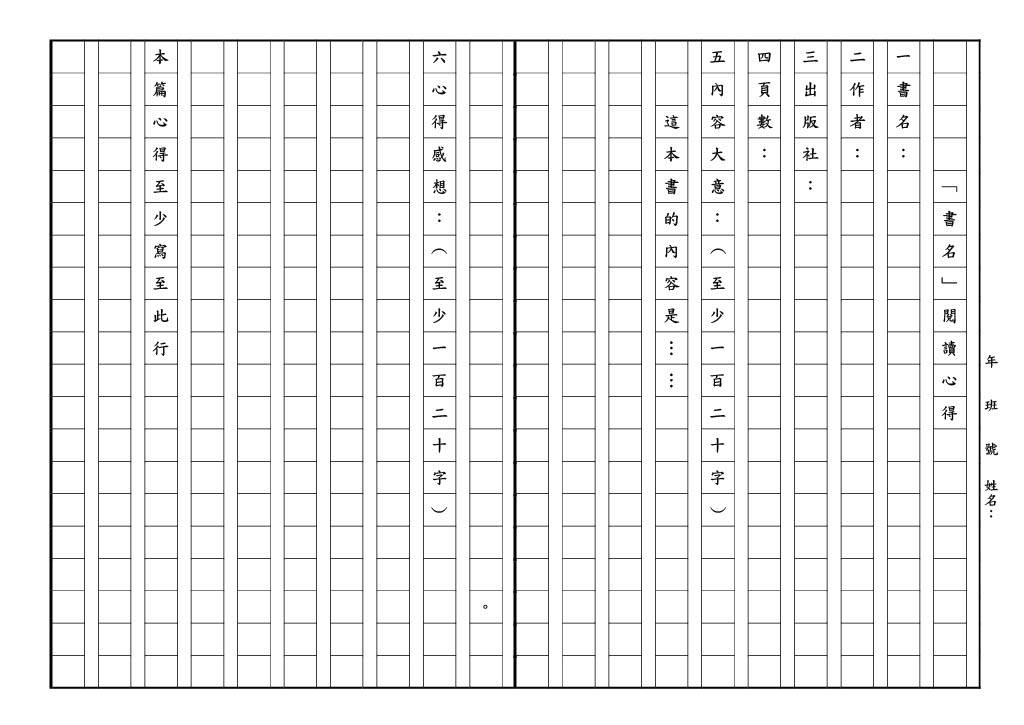 年 班 號 姓名：
「書名」閱讀心得
一書名：
二作者：
三出版社：
四頁數：
五內容大意：（至少一百二十字）
這本書的內容是……
。
六心得感想：（至少一百二十字）
本篇心得至少寫至此行